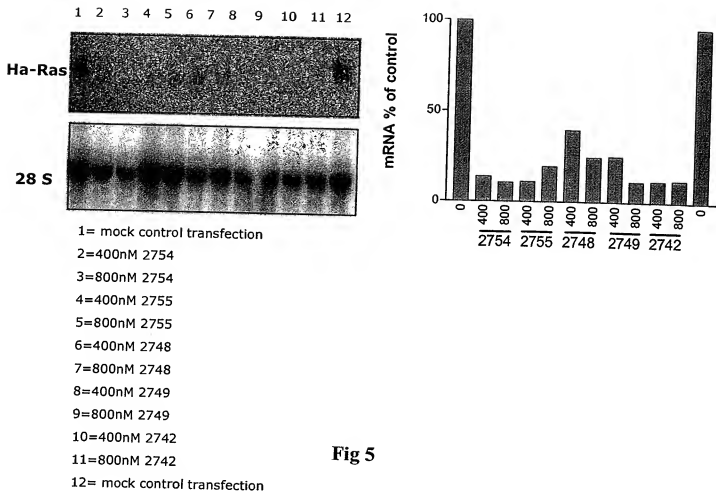 1 2 3 4 5 6 7 8 9 10 11 12
Ha-Ras
28 S
1= mock control transfection
2=400nM 2754
3=800nM 2754
4=400nM 2755
5=800nM 2755
6=400nM 2748
7=800nM 2748
8=400nM 2749
9=800nM 2749
10=400nM 2742
11=800nM 2742
12= mock control transfection
mRNA % of control
100
50
0
0 400 800 400 800 400 800 400 800 400 800 0
2754 2755 2748 2749 2742
Fig 5